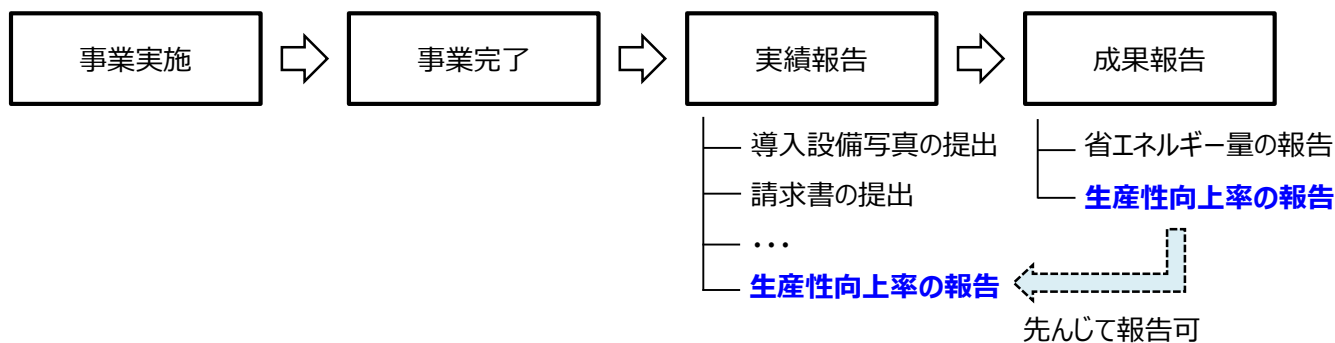 事業実施
事業完了
実績報告
成果報告
導入設備写真の提出
請求書の提出
・・・
生産性向上率の報告
省エネルギー量の報告
生産性向上率の報告
先んじて報告可